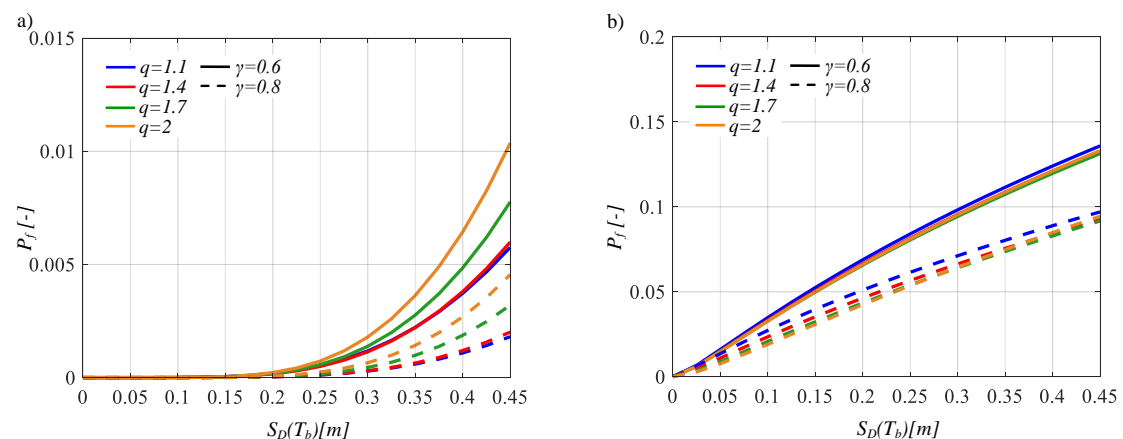 a)
0.015
0.01
0.005
0
P_f [-]
q=1.1
q=1.4
q=1.7
q=2
γ=0.6
γ=0.8
0 0.05 0.1 0.15 0.2 0.25 0.3 0.35 0.4 0.45
S_D(T_b)[m]
b)
0.2
0.15
0.1
0.05
0
P_f [-]
q=1.1
q=1.4
q=1.7
q=2
γ=0.6
γ=0.8
0 0.05 0.1 0.15 0.2 0.25 0.3 0.35 0.4 0.45
S_D(T_b)[m]